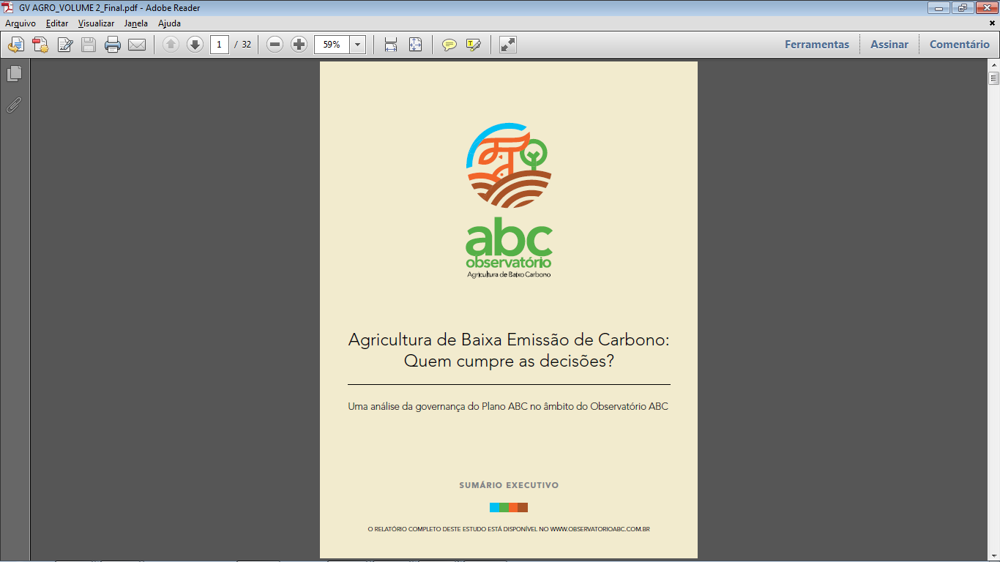 GV AGRO_VOLUME 2_Final.pdf - Adobe Reader
Arquivo Editar Visualizar Janela Ajuda
1 / 32 59% Ferramentas Assinar Comentário
abc
observatório
Agricultura de Baixo Carbono
Agricultura de Baixa Emissão de Carbono:
Quem cumpre as decisões?
Uma análise da governança do Plano ABC no âmbito do Observatório ABC
SUMÁRIO EXECUTIVO
O RELATÓRIO COMPLETO DESTE ESTUDO ESTÁ DISPONÍVEL NO WWW.OBSERVATORIOABC.COM.BR